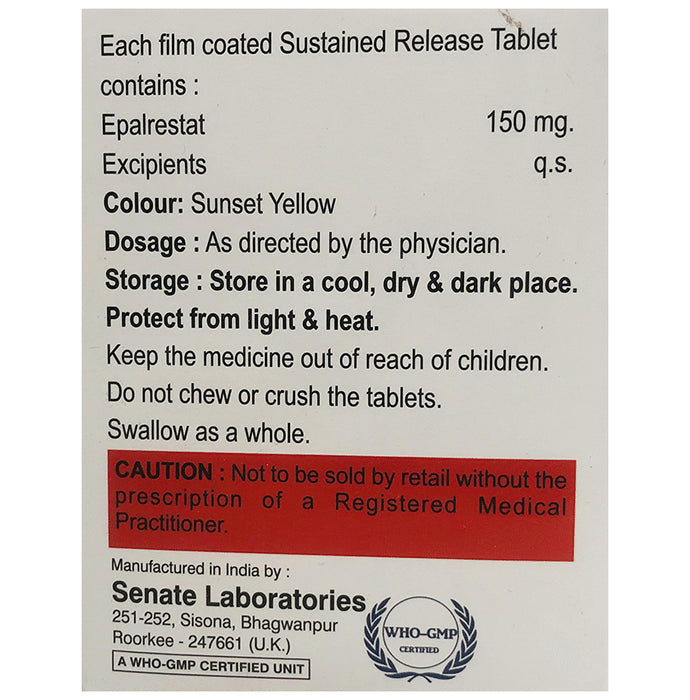 Each film coated Sustained Release Tablet
contains :
Epalrestat 150 mg.
Excipients q.s.
Colour: Sunset Yellow
Dosage : As directed by the physician.
Storage : Store in a cool, dry & dark place.
Protect from light & heat.
Keep the medicine out of reach of children.
Do not chew or crush the tablets.
Swallow as a whole.
CAUTION : Not to be sold by retail without the
prescription of a Registered Medical
Practitioner.
Manufactured in India by :
Senate Laboratories
251-252, Sisona, Bhagwanpur
Roorkee - 247661 (U.K.)
A WHO-GMP CERTIFIED UNIT
WHO-GMP
CERTIFIED